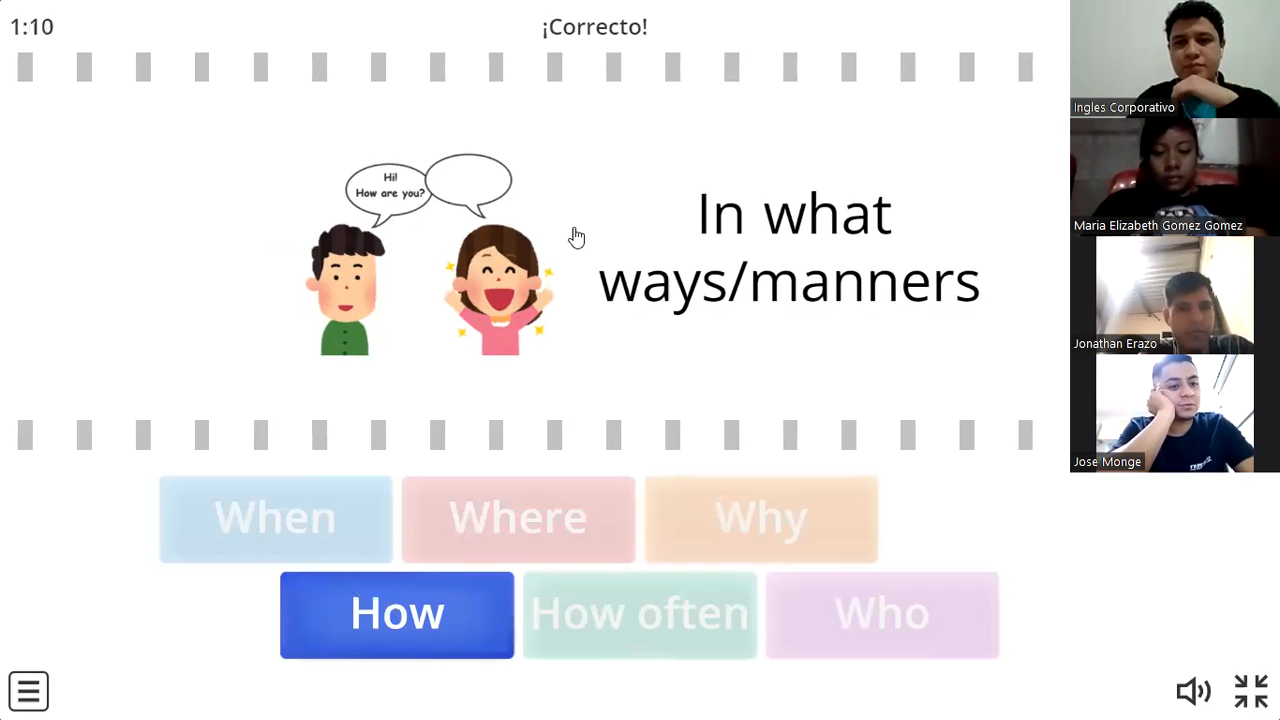 1:10
¡Correcto!
Hi!
How are you?
In what
ways/manners
When
Where
Why
How
How often
Who
Ingles Corporativo
Maria Elizabeth Gomez Gomez
Jonathan Erazo
Jose Monge